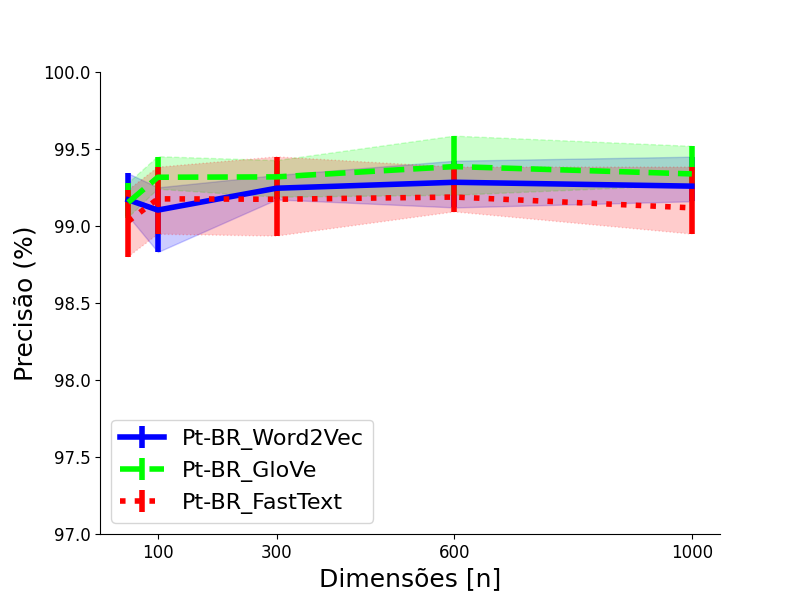 100.0
99.5
99.0
98.5
98.0
97.5
97.0
Precisão (%)
Pt-BR_Word2Vec
Pt-BR_GloVe
Pt-BR_FastText
100 300 600 1000
Dimensões [n]